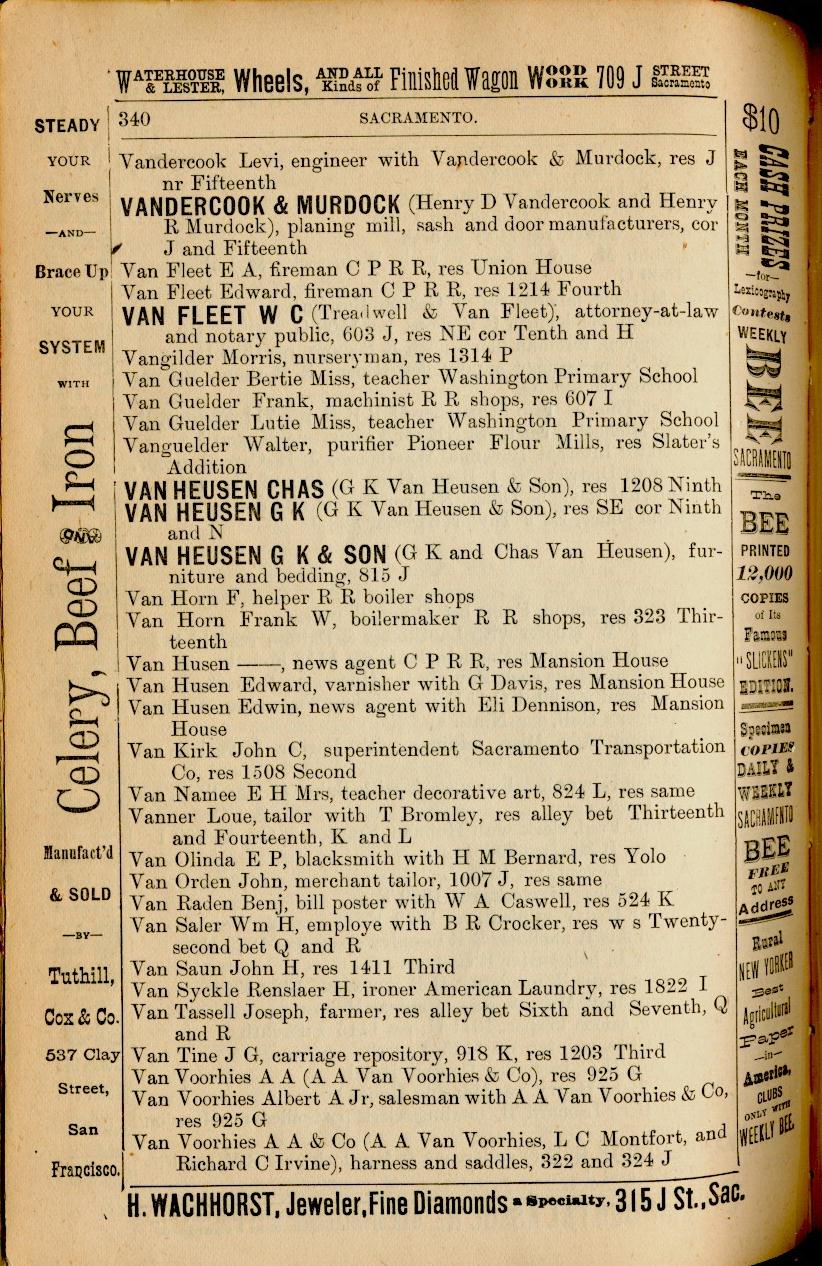 WATERHOUSE & LESTER, Wheels, AND ALL Kinds of Finished Wagon WOOD WORK 709 J STREET Sacramento
340 SACRAMENTO.
Vandercook Levi, engineer with Vandercook & Murdock, res J
nr Fifteenth
VANDERCOOK & MURDOCK (Henry D Vandercook and Henry
R Murdock), planing mill, sash and door manufacturers, cor
J and Fifteenth
Van Fleet E A, fireman C P R R, res Union House
Van Fleet Edward, fireman C P R R, res 1214 Fourth
VAN FLEET W C (Treadwell & Van Fleet), attorney-at-law
and notary public, 603 J, res NE cor Tenth and H
Vangilder Morris, nurseryman, res 1314 P
Van Guelder Bertie Miss, teacher Washington Primary School
Van Guelder Frank, machinist R R shops, res 607 I
Van Guelder Lutie Miss, teacher Washington Primary School
Vanguelder Walter, purifier Pioneer Flour Mills, res Slater's
Addition
VAN HEUSEN CHAS (G K Van Heusen & Son), res 1208 Ninth
VAN HEUSEN G K (G K Van Heusen & Son), res SE cor Ninth
and N
VAN HEUSEN G K & SON (G K and Chas Van Heusen), fur-
niture and bedding, 815 J
Van Horn F, helper R R boiler shops
Van Horn Frank W, boilermaker R R shops, res 323 Thir-
teenth
Van Husen ——, news agent C P R R, res Mansion House
Van Husen Edward, varnisher with G Davis, res Mansion House
Van Husen Edwin, news agent with Eli Dennison, res Mansion
House
Van Kirk John C, superintendent Sacramento Transportation
Co, res 1508 Second
Van Namee E H Mrs, teacher decorative art, 824 L, res same
Vanner Loue, tailor with T Bromley, res alley bet Thirteenth
and Fourteenth, K and L
Van Olinda E P, blacksmith with H M Bernard, res Yolo
Van Orden John, merchant tailor, 1007 J, res same
Van Raden Benj, bill poster with W A Caswell, res 524 K
Van Saler Wm H, employe with B R Crocker, res w s Twenty-
second bet Q and R
Van Saun John H, res 1411 Third
Van Syckle Renslaer H, ironer American Laundry, res 1822 I
Van Tassell Joseph, farmer, res alley bet Sixth and Seventh, Q
and R
Van Tine J G, carriage repository, 918 K, res 1203 Third
Van Voorhies A A (A A Van Voorhies & Co), res 925 G
Van Voorhies Albert A Jr, salesman with A A Van Voorhies & Co,
res 925 G
Van Voorhies A A & Co (A A Van Voorhies, L C Montfort, and
Richard C Irvine), harness and saddles, 322 and 324 J
H. WACHHORST, Jeweler, Fine Diamonds a Specialty, 315 J St., Sac.
STEADY
YOUR
Nerves
—AND—
Brace Up
YOUR
SYSTEM
WITH
Celery, Beef and Iron
Manufact'd
& SOLD
—BY—
Tuthill,
Cox & Co.
537 Clay
Street,
San
Francisco.
$10
CASH PRIZES
EACH MONTH
—for—
Lexicography
Contests
WEEKLY
BEE
SACRAMENTO
The
BEE
PRINTED
12,000
COPIES
of Its
Famous
"SLICKENS"
EDITION.
Specimen
COPIES
DAILY &
WEEKLY
SACRAMENTO
BEE
FREE
TO ANY
Address
Rural
NEW YORKER
Best
Agricultural
Paper
—in—
America,
CLUBS
ONLY WITH
WEEKLY BEE